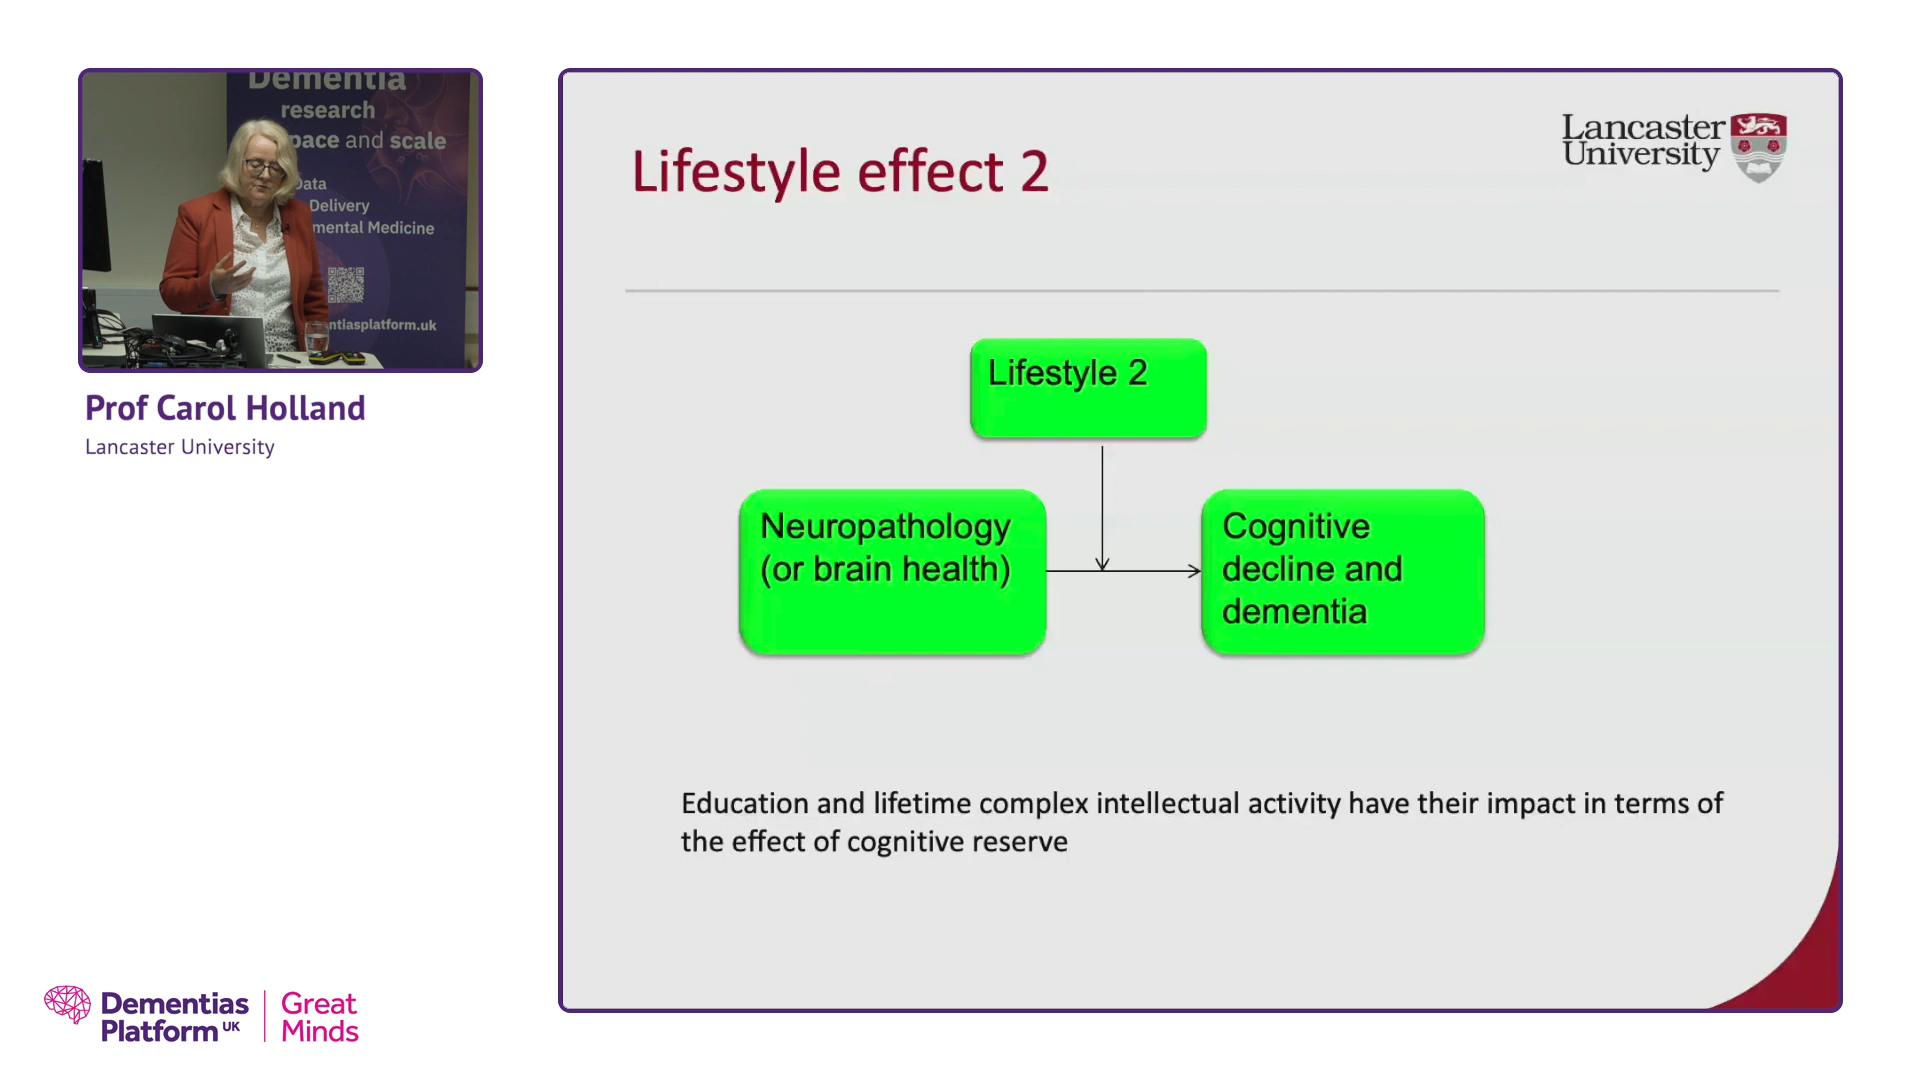 Dementia
research
pace and scale
Data
Delivery
mental Medicine
ntiasplatform.uk
Prof Carol Holland
Lancaster University
Lancaster
University
Lifestyle effect 2
Lifestyle 2
Neuropathology
(or brain health)
Cognitive
decline and
dementia
Education and lifetime complex intellectual activity have their impact in terms of
the effect of cognitive reserve
Dementias
Platform UK
Great
Minds